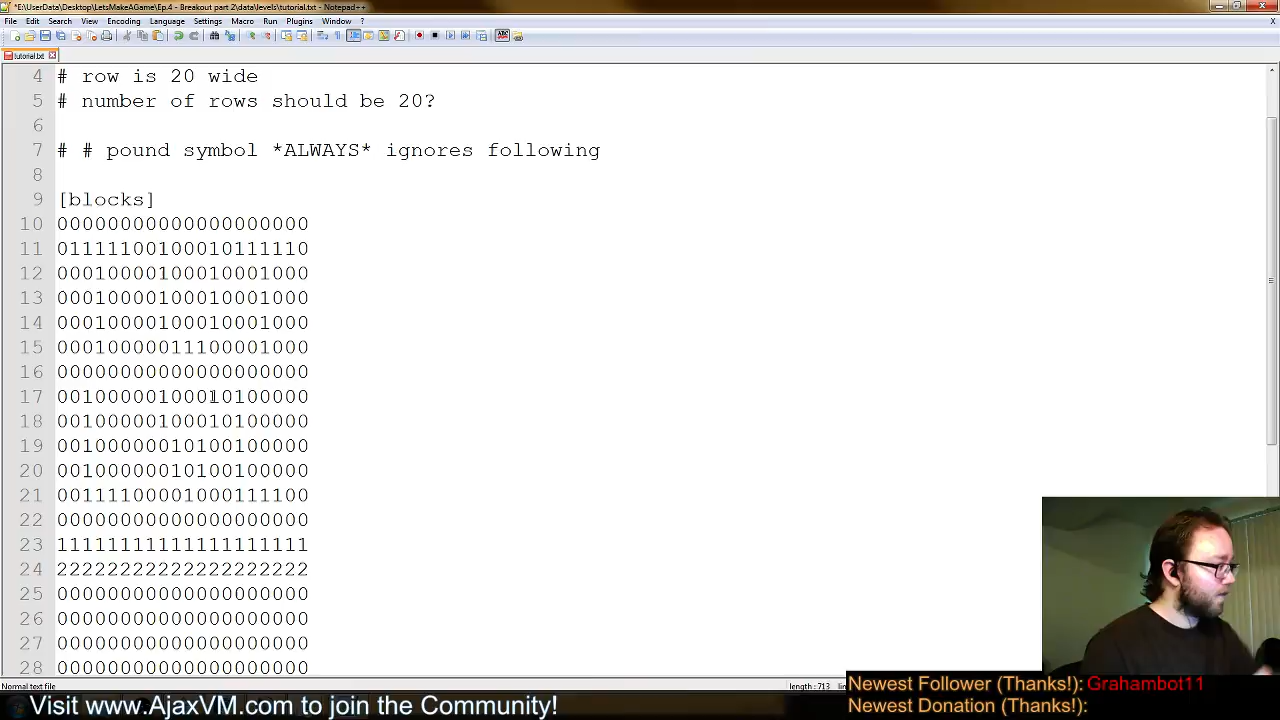 *E:\UserData\Desktop\LetsMakeAGame\Ep.4 - Breakout part 2\data\levels\tutorial.txt - Notepad++
File Edit Search View Encoding Language Settings Macro Run Plugins Window ? X
tutorial.txt
4 # row is 20 wide
5 # number of rows should be 20?
6
7 # # pound symbol *ALWAYS* ignores following
8
9 [blocks]
10 00000000000000000000
11 01111100100010111110
12 00010000100010001000
13 00010000100010001000
14 00010000100010001000
15 00010000011100001000
16 00000000000000000000
17 00100000100010100000
18 00100000100010100000
19 00100000010100100000
20 00100000010100100000
21 00111100001000111100
22 00000000000000000000
23 11111111111111111111
24 22222222222222222222
25 00000000000000000000
26 00000000000000000000
27 00000000000000000000
28 00000000000000000000
Normal text file length : 713
Visit www.AjaxVM.com to join the Community!
Newest Follower (Thanks!): Grahambot11
Newest Donation (Thanks!):